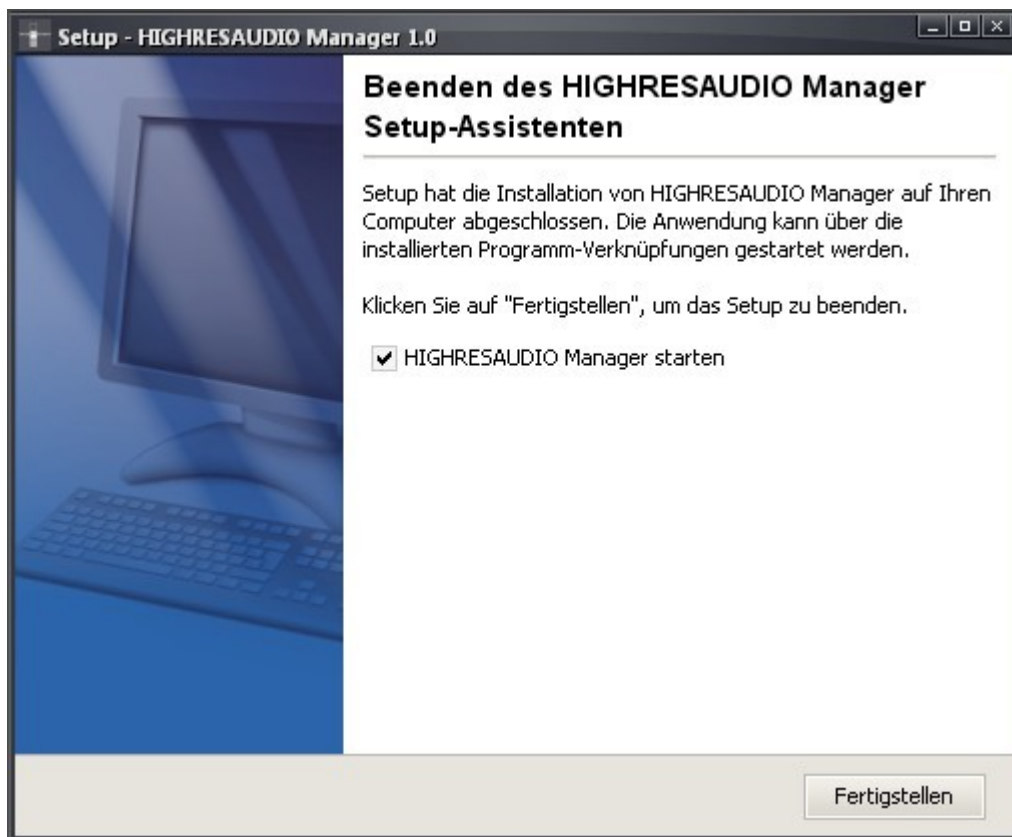 Setup - HIGHRESAUDIO Manager 1.0
Beenden des HIGHRESAUDIO Manager
Setup-Assistenten
Setup hat die Installation von HIGHRESAUDIO Manager auf Ihren
Computer abgeschlossen. Die Anwendung kann über die
installierten Programm-Verknüpfungen gestartet werden.
Klicken Sie auf "Fertigstellen", um das Setup zu beenden.
HIGHRESAUDIO Manager starten
Fertigstellen